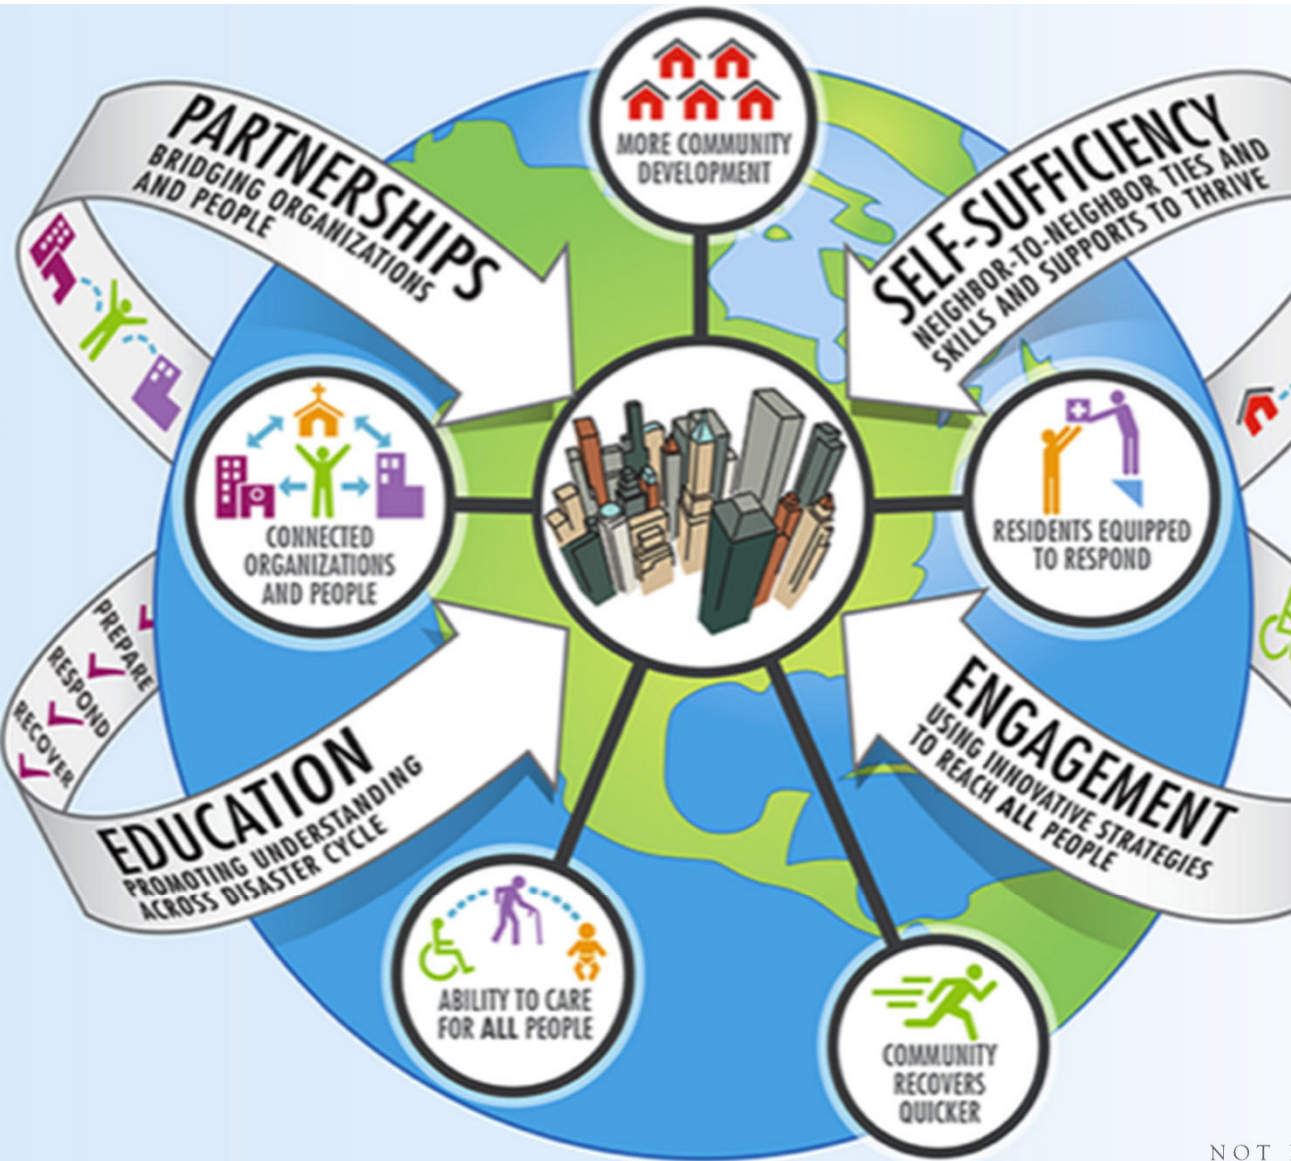 MORE COMMUNITY
DEVELOPMENT
PARTNERSHIPS
BRIDGING ORGANIZATIONS
AND PEOPLE
SELF-SUFFICIENCY
NEIGHBOR-TO-NEIGHBOR TIES AND
SKILLS AND SUPPORTS TO THRIVE
CONNECTED
ORGANIZATIONS
AND PEOPLE
RESIDENTS EQUIPPED
TO RESPOND
PREPARE
RESPOND
RECOVER
EDUCATION
PROMOTING UNDERSTANDING
ACROSS DISASTER CYCLE
ENGAGEMENT
USING INNOVATIVE STRATEGIES
TO REACH ALL PEOPLE
ABILITY TO CARE
FOR ALL PEOPLE
COMMUNITY
RECOVERS
QUICKER
NOT